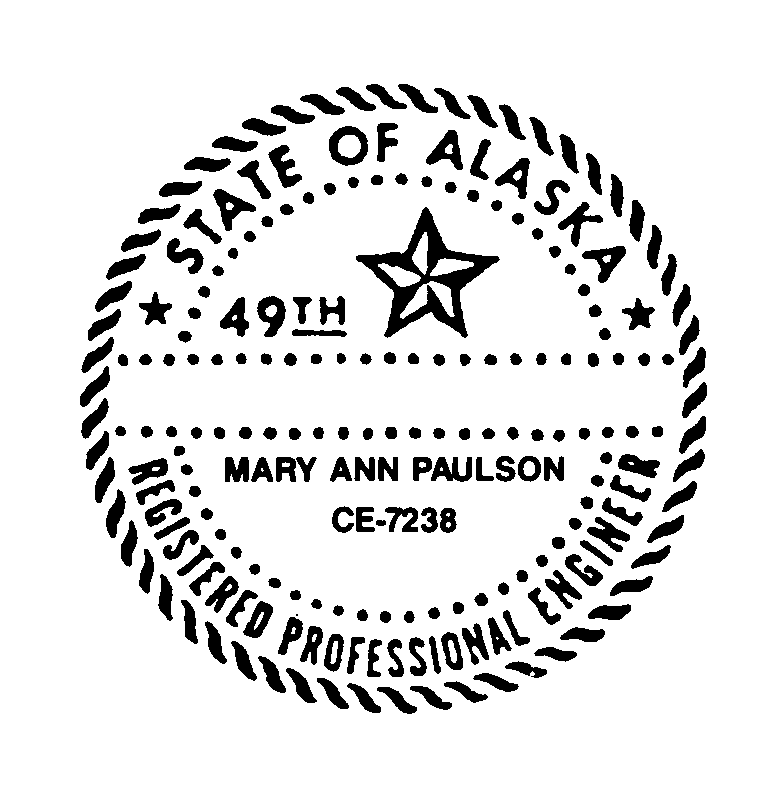 STATE OF ALASKA
49TH
MARY ANN PAULSON
CE-7238
REGISTERED PROFESSIONAL ENGINEER